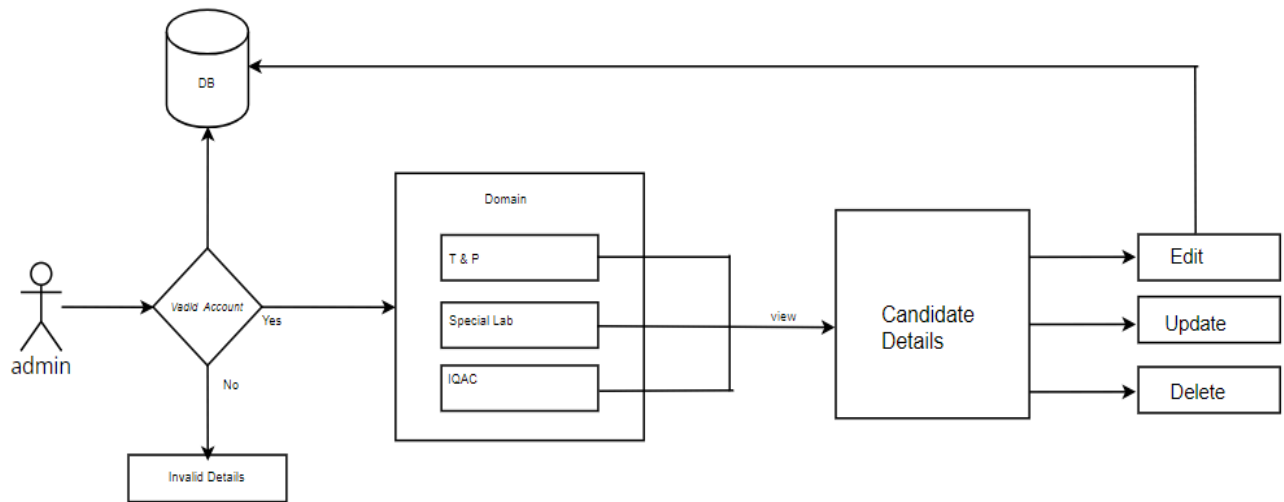 DB
Domain
T & P
Edit
admin
Vadid Account
Yes
Special Lab
view
Candidate
Details
Update
IQAC
No
Delete
Invalid Details